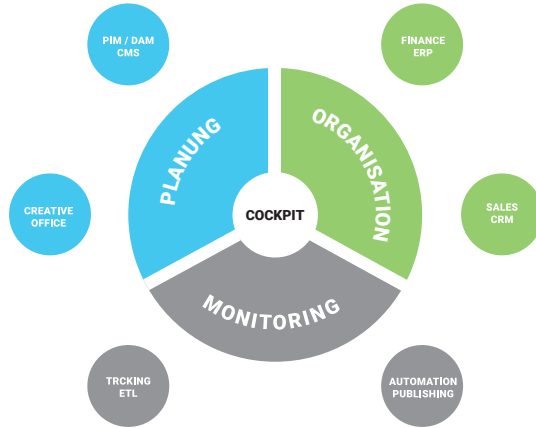 PIM / DAM
CMS
FINANCE
ERP
PLANUNG
ORGANISATION
CREATIVE
OFFICE
COCKPIT
SALES
CRM
MONITORING
TRCKING
ETL
AUTOMATION
PUBLISHING